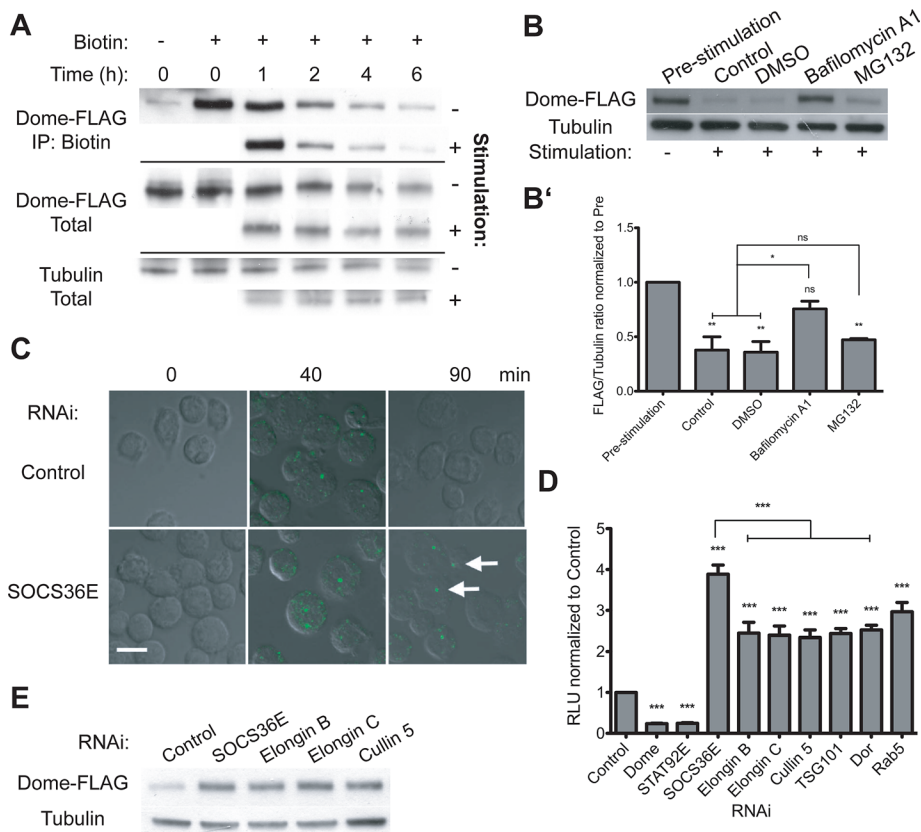 A
Biotin: - + + + + +
Time (h): 0 0 1 2 4 6
Dome-FLAG
IP: Biotin
-
+
Dome-FLAG
Total
-
+
Tubulin
Total
-
+
Stimulation:
B
Pre-stimulation
Control
DMSO
Bafilomycin A1
MG132
Dome-FLAG
Tubulin
Stimulation: - + + + +
B'
FLAG/Tubulin ratio normalized to Pre
1.5
1.0
0.5
0.0
ns
*
ns
** ** **
Pre-stimulation
Control
DMSO
Bafilomycin A1
MG132
C
0 40 90 min
RNAi:
Control
SOCS36E
D
RLU normalized to Control
5
4
3
2
1
0
***
*** *** *** *** *** *** *** *** ***
Control
Dome
STAT92E
SOCS36E
Elongin B
Elongin C
Cullin 5
TSG101
Dor
Rab5
RNAi
E
RNAi:
Control
SOCS36E
Elongin B
Elongin C
Cullin 5
Dome-FLAG
Tubulin